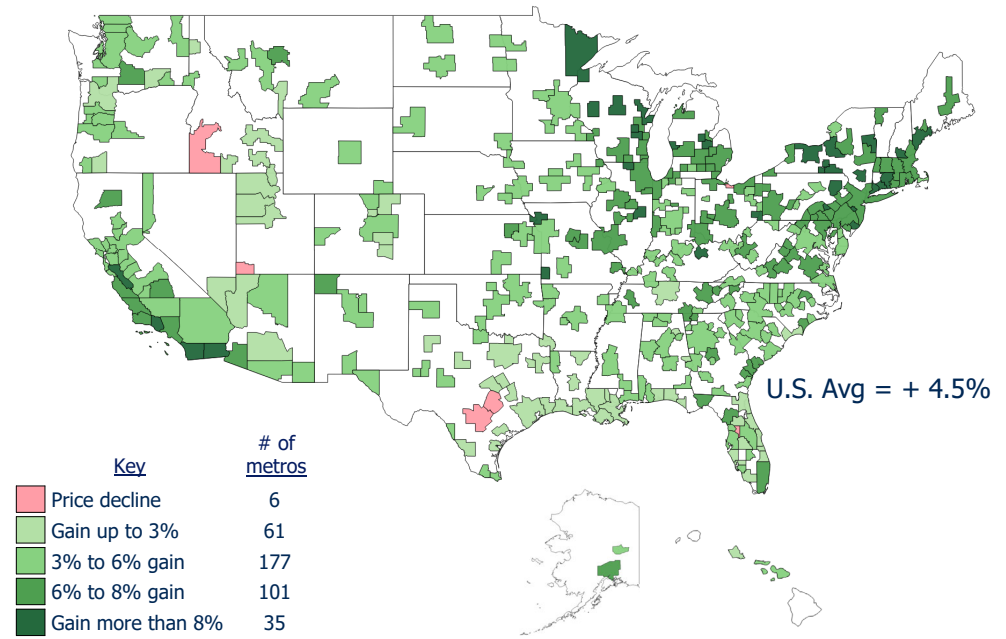 U.S. Avg = + 4.5%
Key # of metros
Price decline 6
Gain up to 3% 61
3% to 6% gain 177
6% to 8% gain 101
Gain more than 8% 35